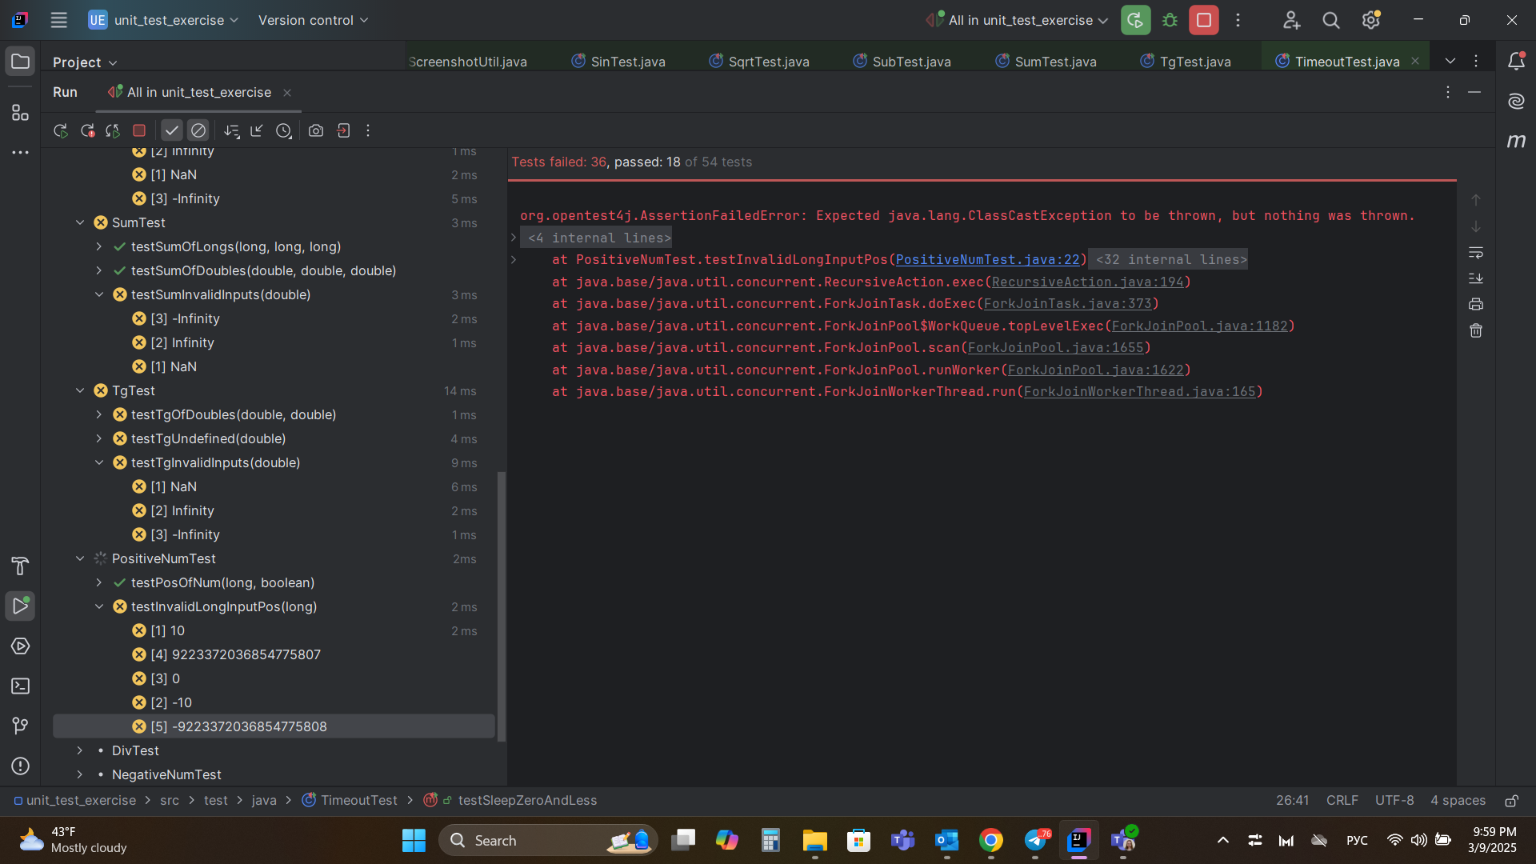 UE unit_test_exercise Version control All in unit_test_exercise
Project ScreenshotUtil.java SinTest.java SqrtTest.java SubTest.java SumTest.java TgTest.java TimeoutTest.java
Run All in unit_test_exercise
Tests failed: 36, passed: 18 of 54 tests
[2] Infinity 1 ms
[1] NaN 2 ms
[3] -Infinity 5 ms
SumTest 3 ms
testSumOfLongs(long, long, long)
testSumOfDoubles(double, double, double)
testSumInvalidInputs(double) 3 ms
[3] -Infinity 2 ms
[2] Infinity 1 ms
[1] NaN
TgTest 14 ms
testTgOfDoubles(double, double) 1 ms
testTgUndefined(double) 4 ms
testTgInvalidInputs(double) 9 ms
[1] NaN 6 ms
[2] Infinity 2 ms
[3] -Infinity 1 ms
PositiveNumTest 2ms
testPosOfNum(long, boolean)
testInvalidLongInputPos(long) 2 ms
[1] 10 2 ms
[4] 9223372036854775807
[3] 0
[2] -10
[5] -9223372036854775808
DivTest
NegativeNumTest
org.opentest4j.AssertionFailedError: Expected java.lang.ClassCastException to be thrown, but nothing was thrown.
<4 internal lines>
at PositiveNumTest.testInvalidLongInputPos(PositiveNumTest.java:22) <32 internal lines>
at java.base/java.util.concurrent.RecursiveAction.exec(RecursiveAction.java:194)
at java.base/java.util.concurrent.ForkJoinTask.doExec(ForkJoinTask.java:373)
at java.base/java.util.concurrent.ForkJoinPool$WorkQueue.topLevelExec(ForkJoinPool.java:1182)
at java.base/java.util.concurrent.ForkJoinPool.scan(ForkJoinPool.java:1655)
at java.base/java.util.concurrent.ForkJoinPool.runWorker(ForkJoinPool.java:1622)
at java.base/java.util.concurrent.ForkJoinWorkerThread.run(ForkJoinWorkerThread.java:165)
unit_test_exercise > src > test > java > TimeoutTest > testSleepZeroAndLess 26:41 CRLF UTF-8 4 spaces
43°F
Mostly cloudy
Search
76
РУС
9:59 PM
3/9/2025